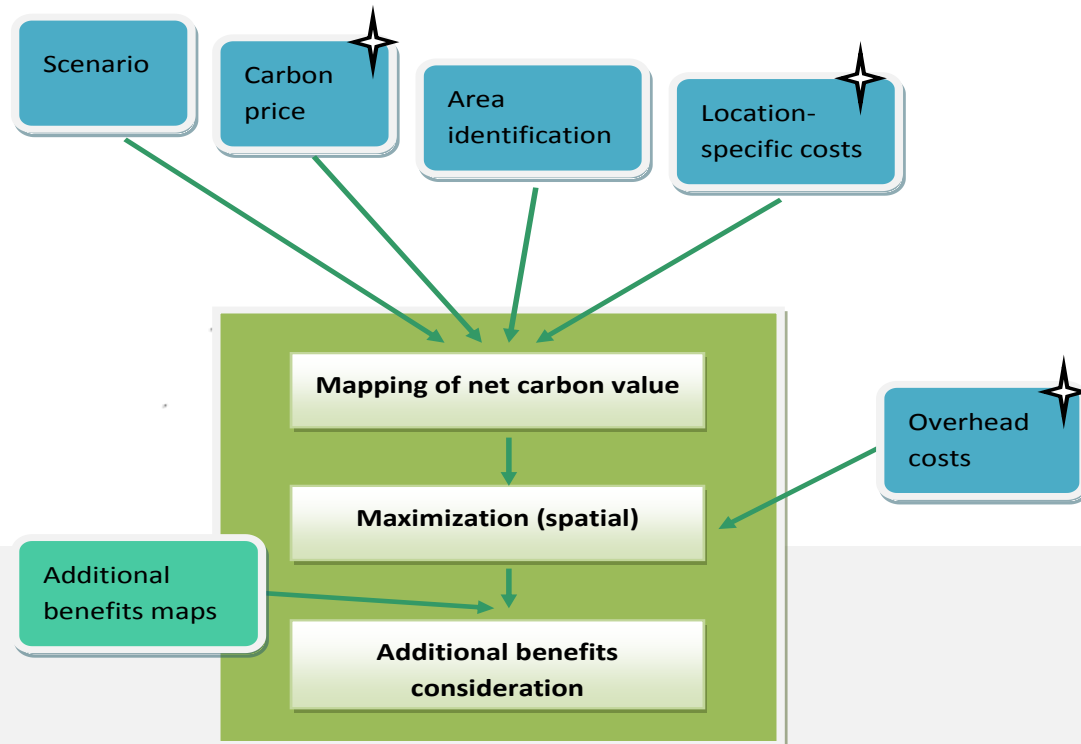 Scenario
Carbon
price
Area
identification
Location-
specific costs
Mapping of net carbon value
Overhead
costs
Maximization (spatial)
Additional
benefits maps
Additional benefits
consideration